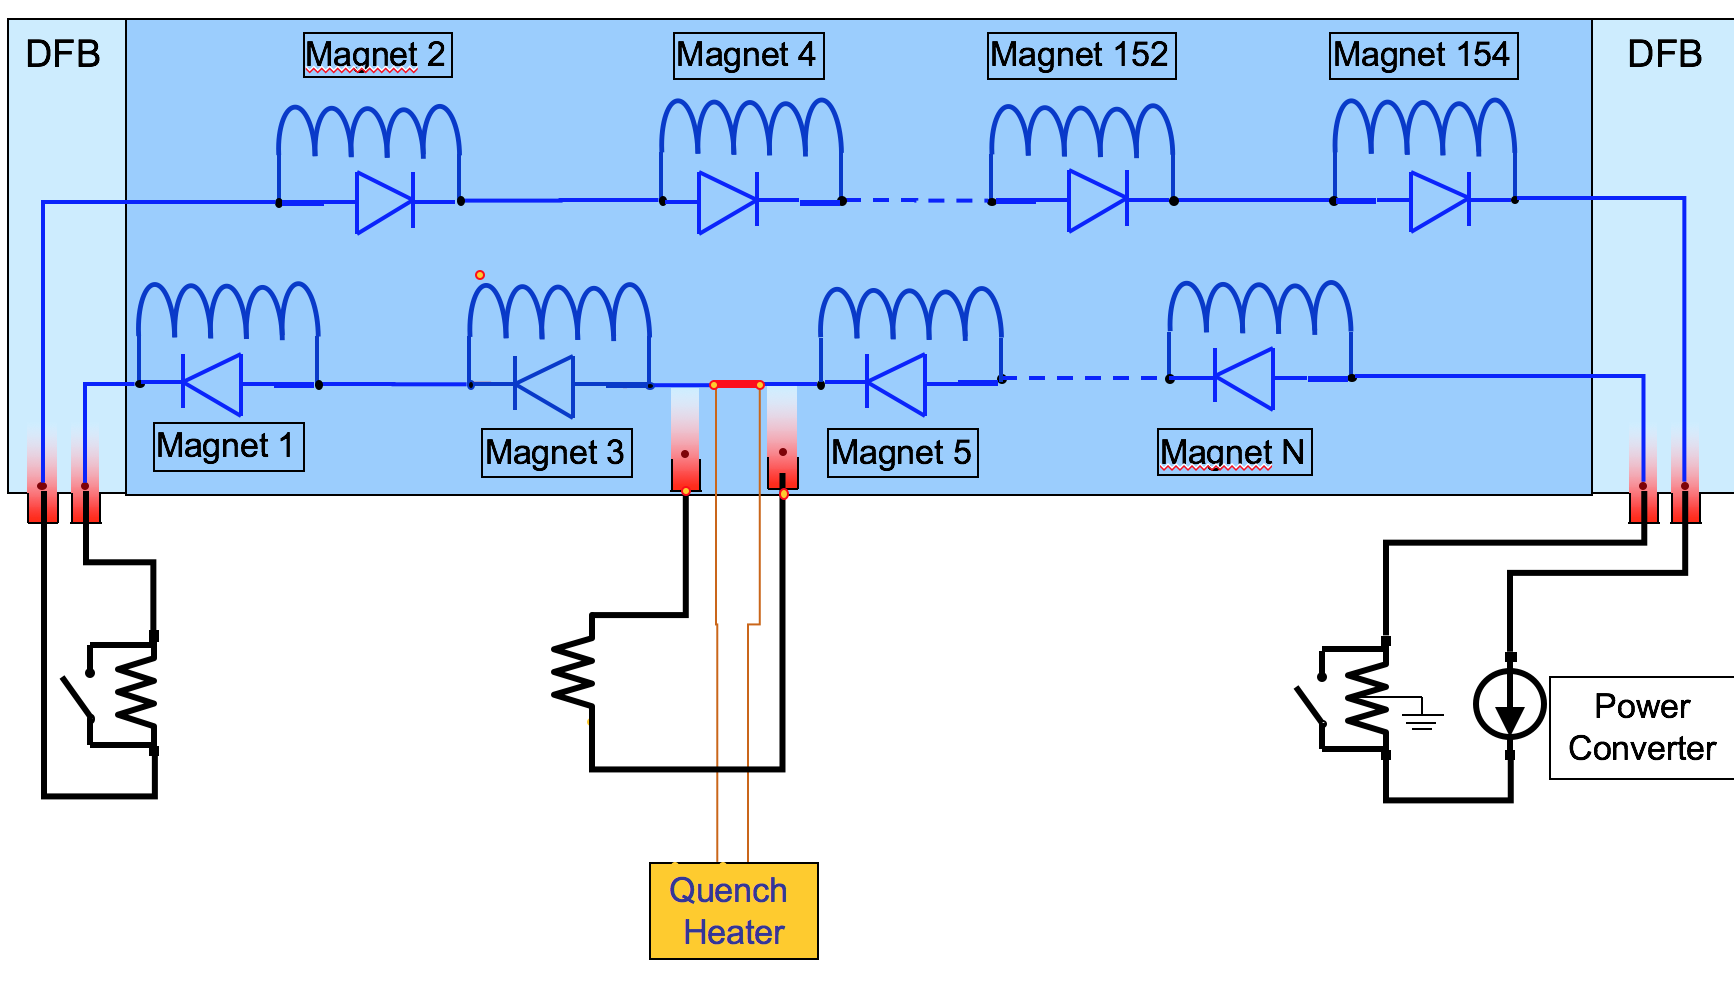 DFB
Magnet 2
Magnet 4
Magnet 152
Magnet 154
DFB
Magnet 1
Magnet 3
Magnet 5
Magnet N
Power
Converter
Quench
Heater